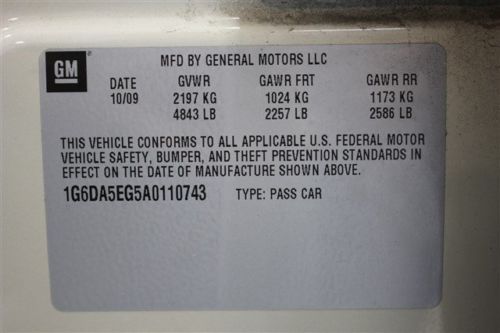 GM
MFD BY GENERAL MOTORS LLC
DATE GVWR GAWR FRT GAWR RR
10/09 2197 KG 1024 KG 1173 KG
4843 LB 2257 LB 2586 LB
THIS VEHICLE CONFORMS TO ALL APPLICABLE U.S. FEDERAL MOTOR
VEHICLE SAFETY, BUMPER, AND THEFT PREVENTION STANDARDS IN
EFFECT ON THE DATE OF MANUFACTURE SHOWN ABOVE.
1G6DA5EG5A0110743 TYPE: PASS CAR